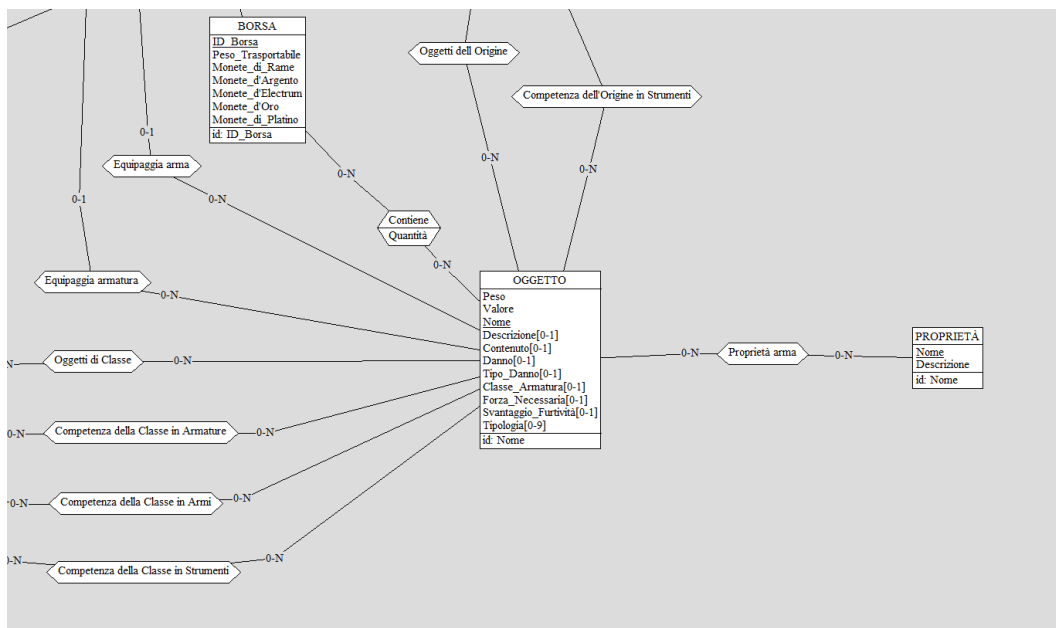 BORSA
ID_Borsa
Peso_Trasportabile
Monete_di_Rame
Monete_d'Argento
Monete_d'Electrum
Monete_d'Oro
Monete_di_Platino
id: ID_Borsa
Oggetti dell Origine
Competenza dell'Origine in Strumenti
0-1
Equipaggia arma
0-N
0-N
0-N
0-1
0-N
Contiene
Quantità
0-N
Equipaggia armatura
0-N
OGGETTO
Peso
Valore
Nome
Descrizione[0-1]
Contenuto[0-1]
Danno[0-1]
Tipo_Danno[0-1]
Classe_Armatura[0-1]
Forza_Necessaria[0-1]
Svantaggio_Furtività[0-1]
Tipologia[0-9]
id: Nome
0-N
Proprietà arma
0-N
PROPRIETÀ
Nome
Descrizione
id: Nome
-N
Oggetti di Classe
0-N
0-N
Competenza della Classe in Armature
0-N
0-N
Competenza della Classe in Armi
0-N
0-N
Competenza della Classe in Strumenti
0-N